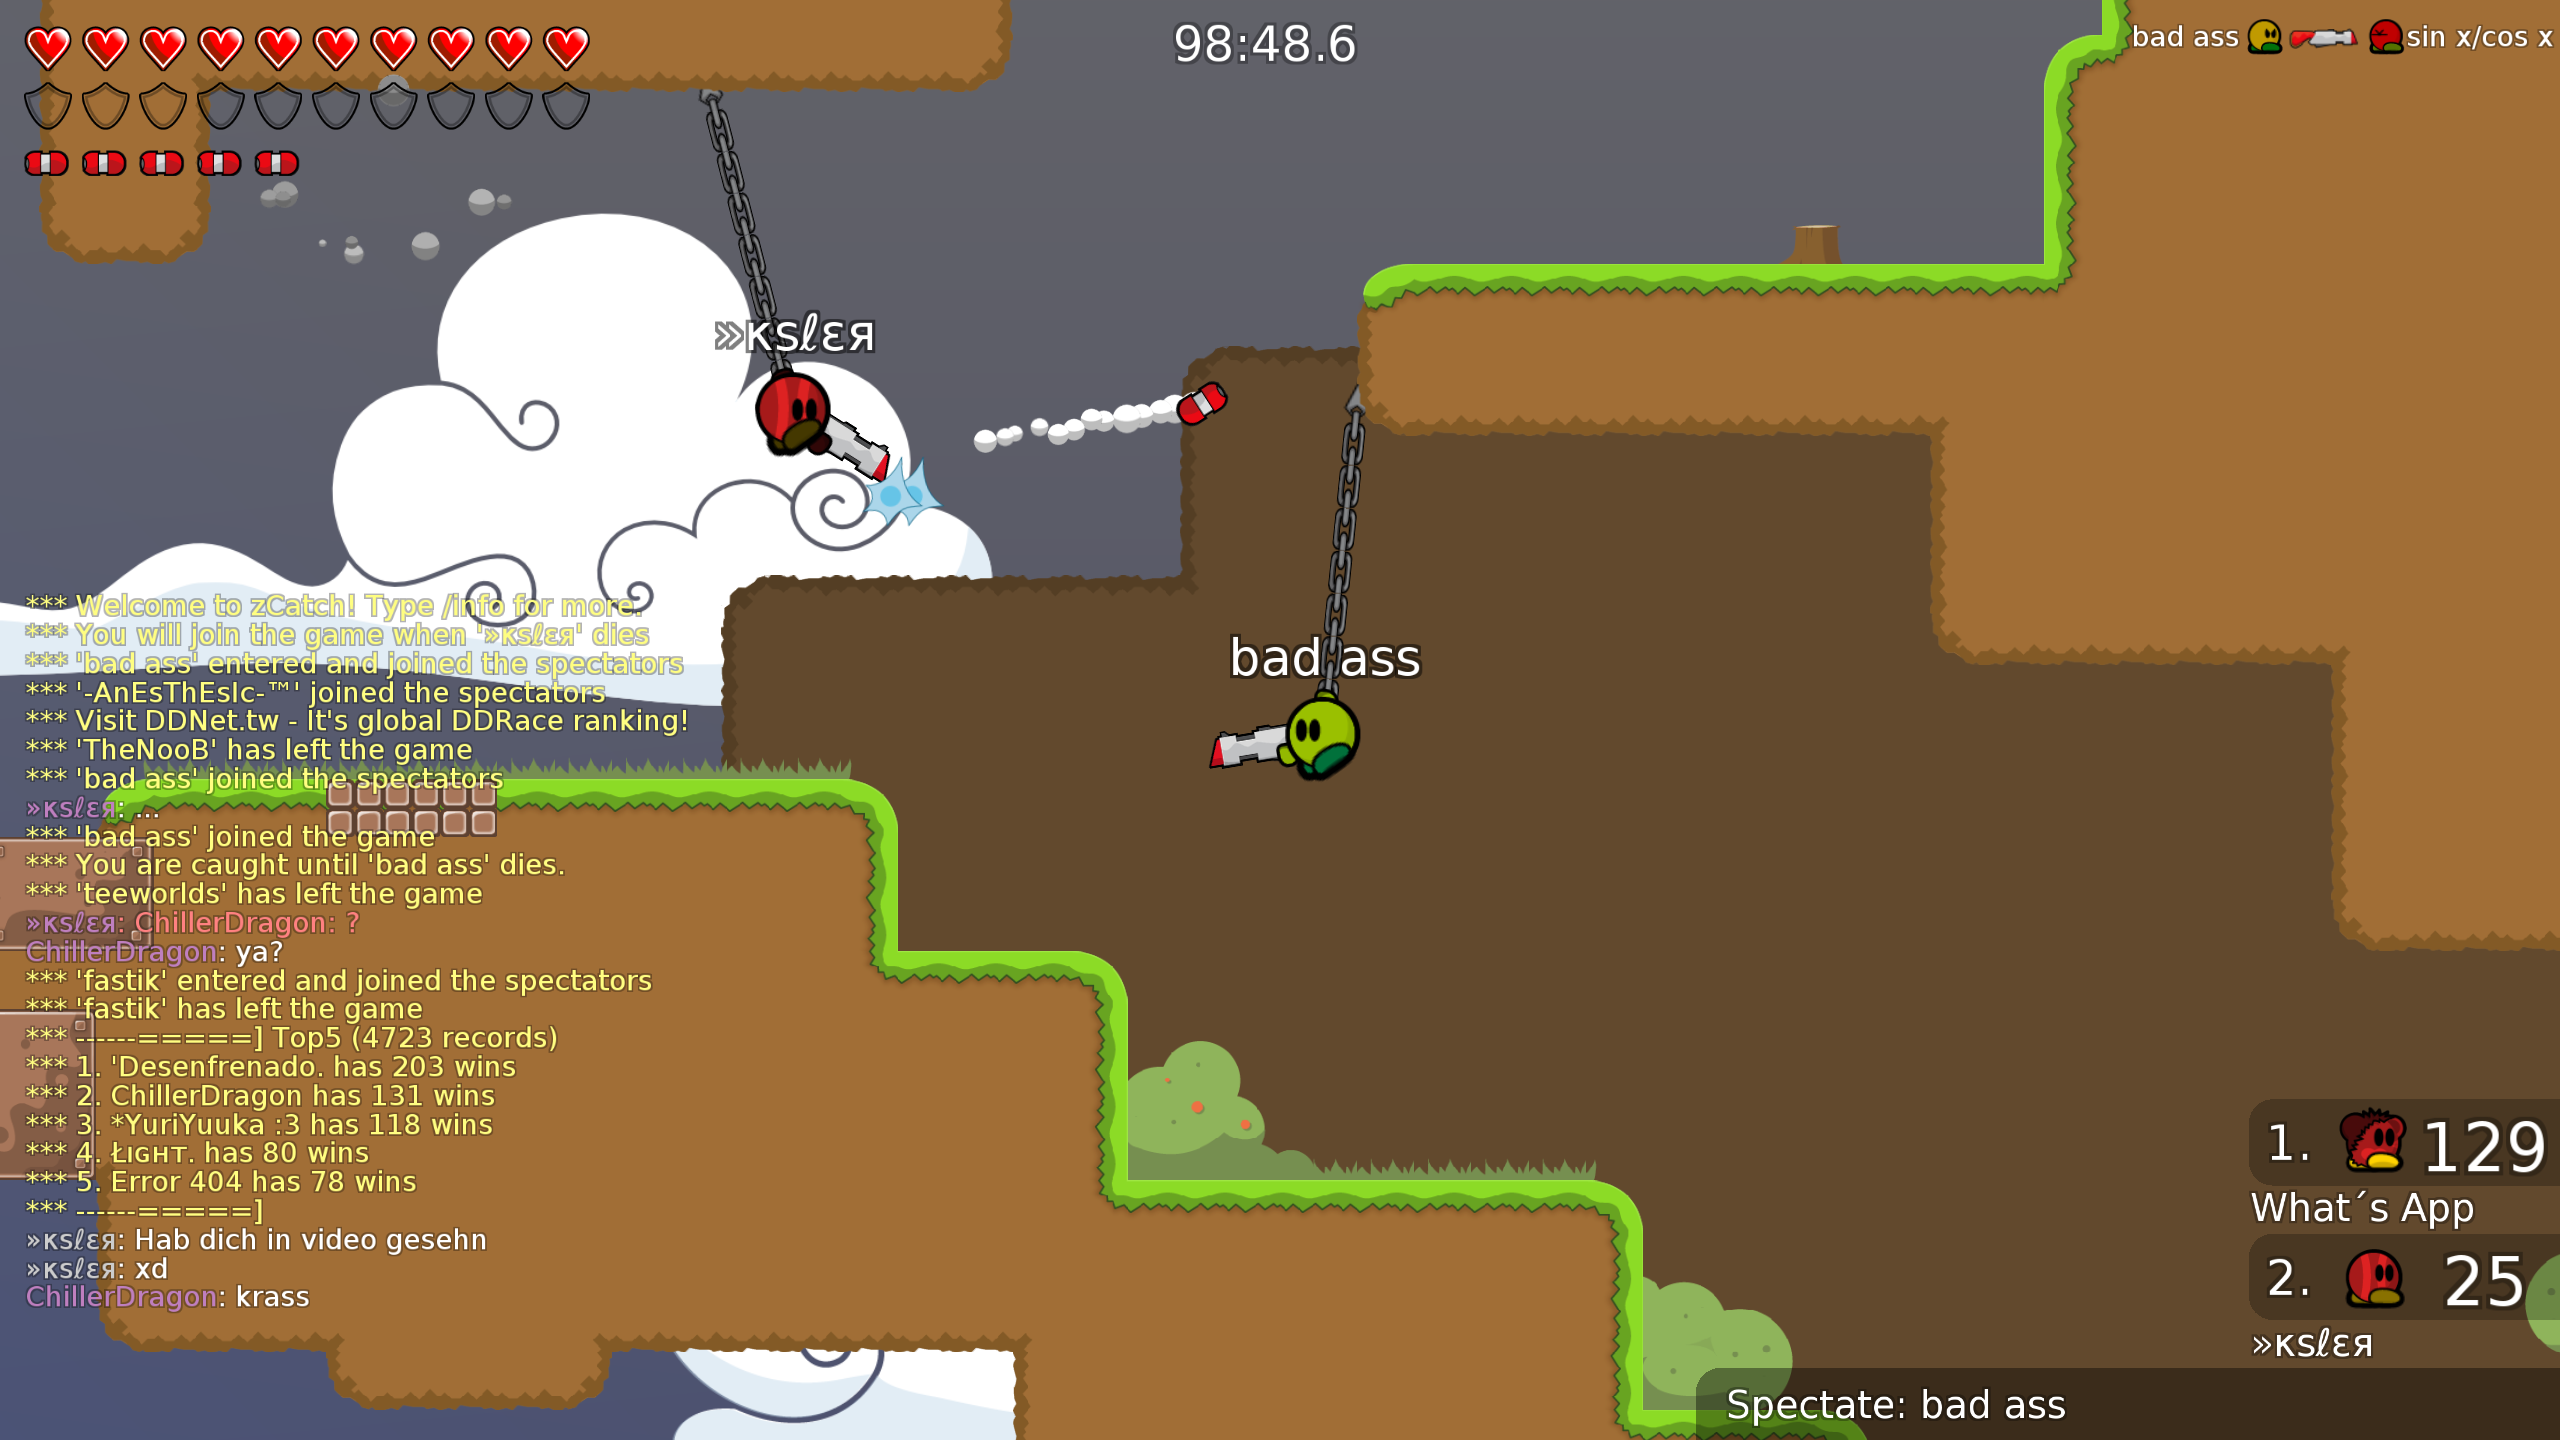 98:48.6
bad ass sin x/cos x
»ĸsℓεя
bad ass
*** Welcome to zCatch! Type /info for more.
*** You will join the game when '»ĸsℓεя' dies
*** 'bad ass' entered and joined the spectators
*** '-AnEsThEsIc-™' joined the spectators
*** Visit DDNet.tw - It's global DDRace ranking!
*** 'TheNooB' has left the game
*** 'bad ass' joined the spectators
»ĸsℓεя: ...
*** 'bad ass' joined the game
*** You are caught until 'bad ass' dies.
*** 'teeworlds' has left the game
»ĸsℓεя: ChillerDragon: ?
ChillerDragon: ya?
*** 'fastik' entered and joined the spectators
*** 'fastik' has left the game
*** ------=====] Top5 (4723 records)
*** 1. 'Desenfrenado. has 203 wins
*** 2. ChillerDragon has 131 wins
*** 3. *YuriYuuka :3 has 118 wins
*** 4. Łιgнт. has 80 wins
*** 5. Error 404 has 78 wins
*** ------=====]
»ĸsℓεя: Hab dich in video gesehn
»ĸsℓεя: xd
ChillerDragon: krass
1. 129
What´s App
2. 25
»ĸsℓεя
Spectate: bad ass